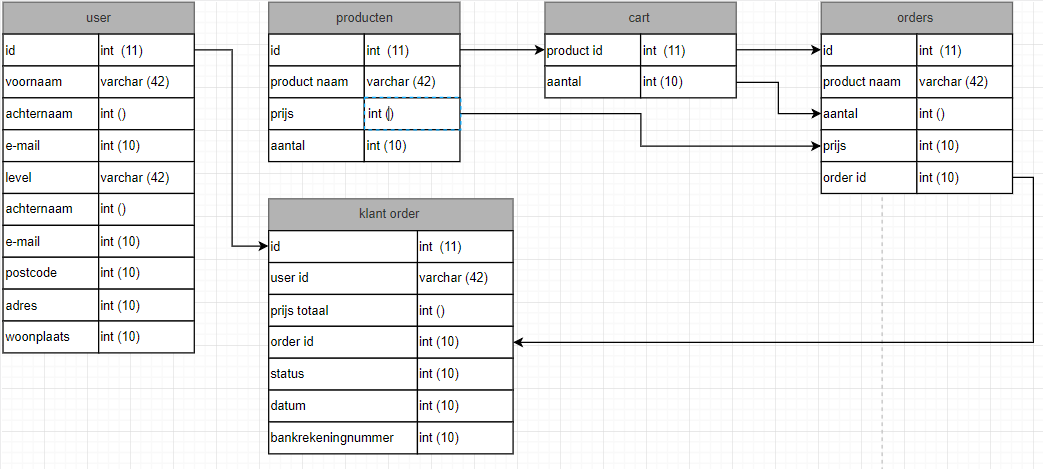 user
id int (11)
voornaam varchar (42)
achternaam int ()
e-mail int (10)
level varchar (42)
achternaam int ()
e-mail int (10)
postcode int (10)
adres int (10)
woonplaats int (10)
producten
id int (11)
product naam varchar (42)
prijs int ()
aantal int (10)
cart
product id int (11)
aantal int (10)
orders
id int (11)
product naam varchar (42)
aantal int ()
prijs int (10)
order id int (10)
klant order
id int (11)
user id varchar (42)
prijs totaal int ()
order id int (10)
status int (10)
datum int (10)
bankrekeningnummer int (10)